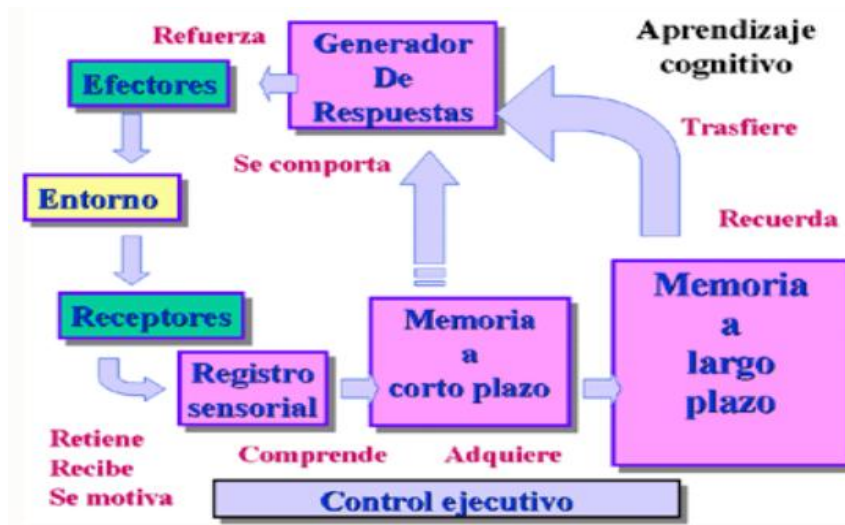 Aprendizaje
cognitivo
Refuerza
Generador
De
Respuestas
Efectores
Trasfiere
Se comporta
Entorno
Recuerda
Receptores
Memoria
a
corto plazo
Memoria
a
largo
plazo
Registro
sensorial
Retiene
Recibe
Se motiva
Comprende
Adquiere
Control ejecutivo